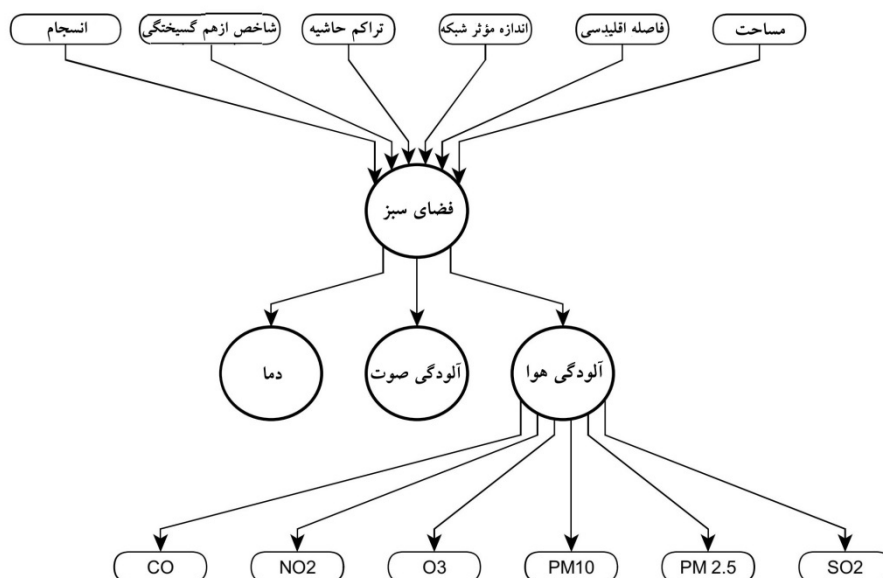 مساحت
فاصله اقلیدسی
اندازه مؤثر شبکه
تراکم حاشیه
شاخص ازهم گسیختگی
انسجام
فضای سبز
آلودگی هوا
آلودگی صوت
دما
CO
NO2
O3
PM10
PM 2.5
SO2